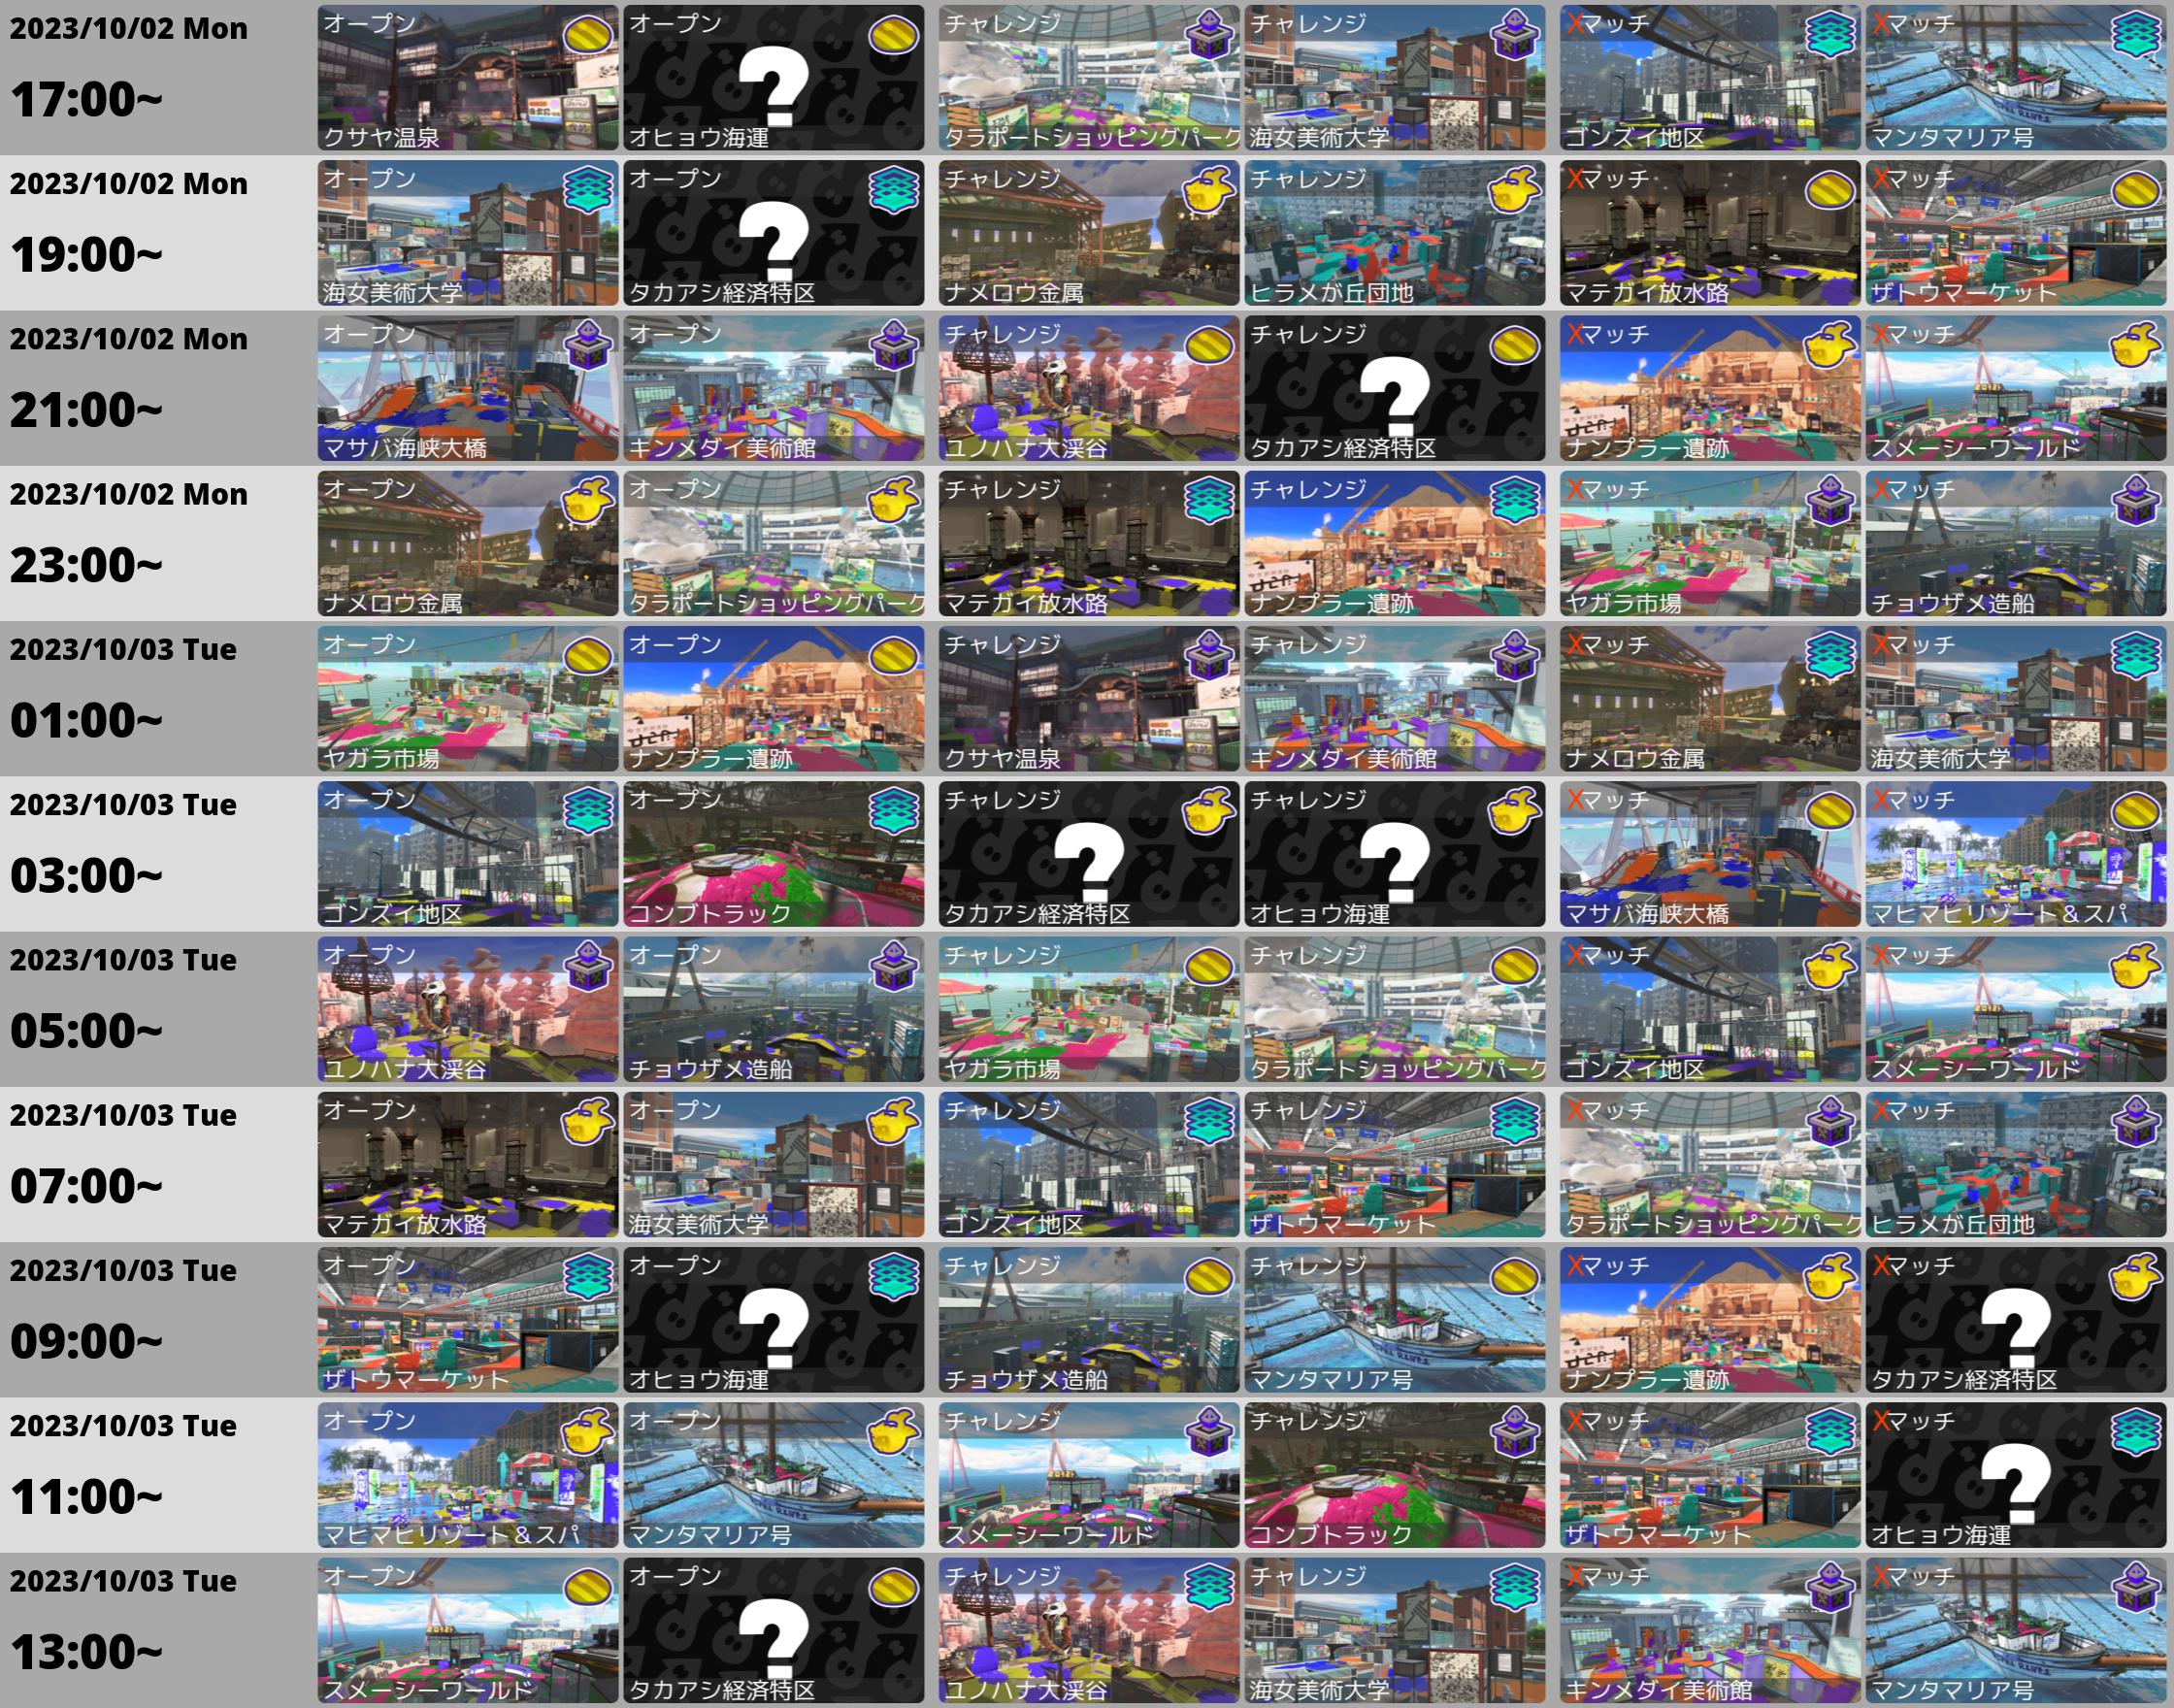 2023/10/02 Mon
17:00~
オープン
クサヤ温泉
オープン
オヒョウ海運
チャレンジ
タラポートショッピングパーク
チャレンジ
海女美術大学
Xマッチ
ゴンズイ地区
Xマッチ
マンタマリア号
2023/10/02 Mon
19:00~
オープン
海女美術大学
オープン
タカアシ経済特区
チャレンジ
ナメロウ金属
チャレンジ
ヒラメが丘団地
Xマッチ
マテガイ放水路
Xマッチ
ザトウマーケット
2023/10/02 Mon
21:00~
オープン
マサバ海峡大橋
オープン
キンメダイ美術館
チャレンジ
ユノハナ大渓谷
チャレンジ
タカアシ経済特区
Xマッチ
ナンプラー遺跡
Xマッチ
スメーシーワールド
2023/10/02 Mon
23:00~
オープン
ナメロウ金属
オープン
タラポートショッピングパーク
チャレンジ
マテガイ放水路
チャレンジ
ナンプラー遺跡
Xマッチ
ヤガラ市場
Xマッチ
チョウザメ造船
2023/10/03 Tue
01:00~
オープン
ヤガラ市場
オープン
ナンプラー遺跡
チャレンジ
クサヤ温泉
チャレンジ
キンメダイ美術館
Xマッチ
ナメロウ金属
Xマッチ
海女美術大学
2023/10/03 Tue
03:00~
オープン
ゴンズイ地区
オープン
コンブトラック
チャレンジ
タカアシ経済特区
チャレンジ
オヒョウ海運
Xマッチ
マサバ海峡大橋
Xマッチ
マヒマヒリゾート＆スパ
2023/10/03 Tue
05:00~
オープン
ユノハナ大渓谷
オープン
チョウザメ造船
チャレンジ
ヤガラ市場
チャレンジ
タラポートショッピングパーク
Xマッチ
ゴンズイ地区
Xマッチ
スメーシーワールド
2023/10/03 Tue
07:00~
オープン
マテガイ放水路
オープン
海女美術大学
チャレンジ
ゴンズイ地区
チャレンジ
ザトウマーケット
Xマッチ
タラポートショッピングパーク
Xマッチ
ヒラメが丘団地
2023/10/03 Tue
09:00~
オープン
ザトウマーケット
オープン
オヒョウ海運
チャレンジ
チョウザメ造船
チャレンジ
マンタマリア号
Xマッチ
ナンプラー遺跡
Xマッチ
タカアシ経済特区
2023/10/03 Tue
11:00~
オープン
マヒマヒリゾート＆スパ
オープン
マンタマリア号
チャレンジ
スメーシーワールド
チャレンジ
コンブトラック
Xマッチ
ザトウマーケット
Xマッチ
オヒョウ海運
2023/10/03 Tue
13:00~
オープン
スメーシーワールド
オープン
タカアシ経済特区
チャレンジ
ユノハナ大渓谷
チャレンジ
海女美術大学
Xマッチ
キンメダイ美術館
Xマッチ
マンタマリア号